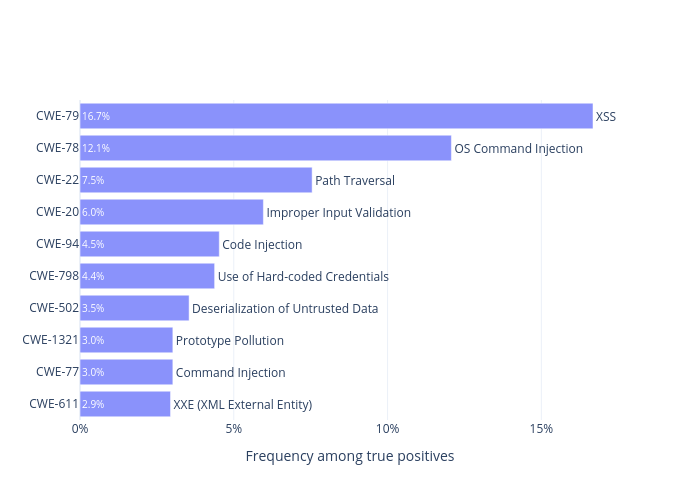 CWE-79 16.7% XSS
CWE-78 12.1% OS Command Injection
CWE-22 7.5% Path Traversal
CWE-20 6.0% Improper Input Validation
CWE-94 4.5% Code Injection
CWE-798 4.4% Use of Hard-coded Credentials
CWE-502 3.5% Deserialization of Untrusted Data
CWE-1321 3.0% Prototype Pollution
CWE-77 3.0% Command Injection
CWE-611 2.9% XXE (XML External Entity)
0% 5% 10% 15%
Frequency among true positives